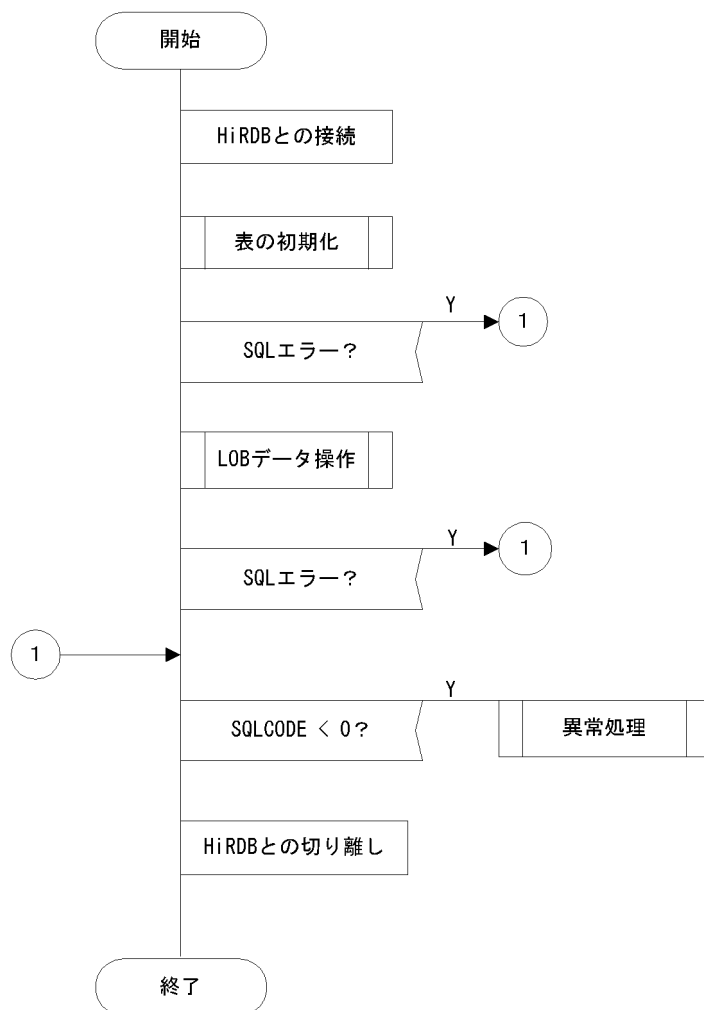 開始
HiRDBとの接続
表の初期化
Y
1
SQLエラー?
LOBデータ操作
Y
1
SQLエラー?
1
Y
SQLCODE < 0?
異常処理
HiRDBとの切り離し
終了